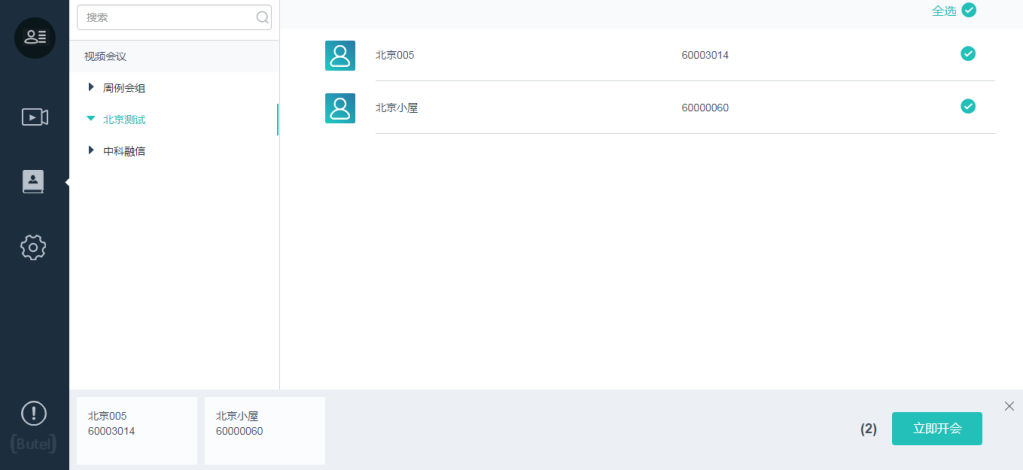 搜索
全选
视频会议
周例会组
北京测试
中科融信
北京005 60003014
北京小屋 60000060
北京005
60003014
北京小屋
60000060
(2)
立即开会
Butel